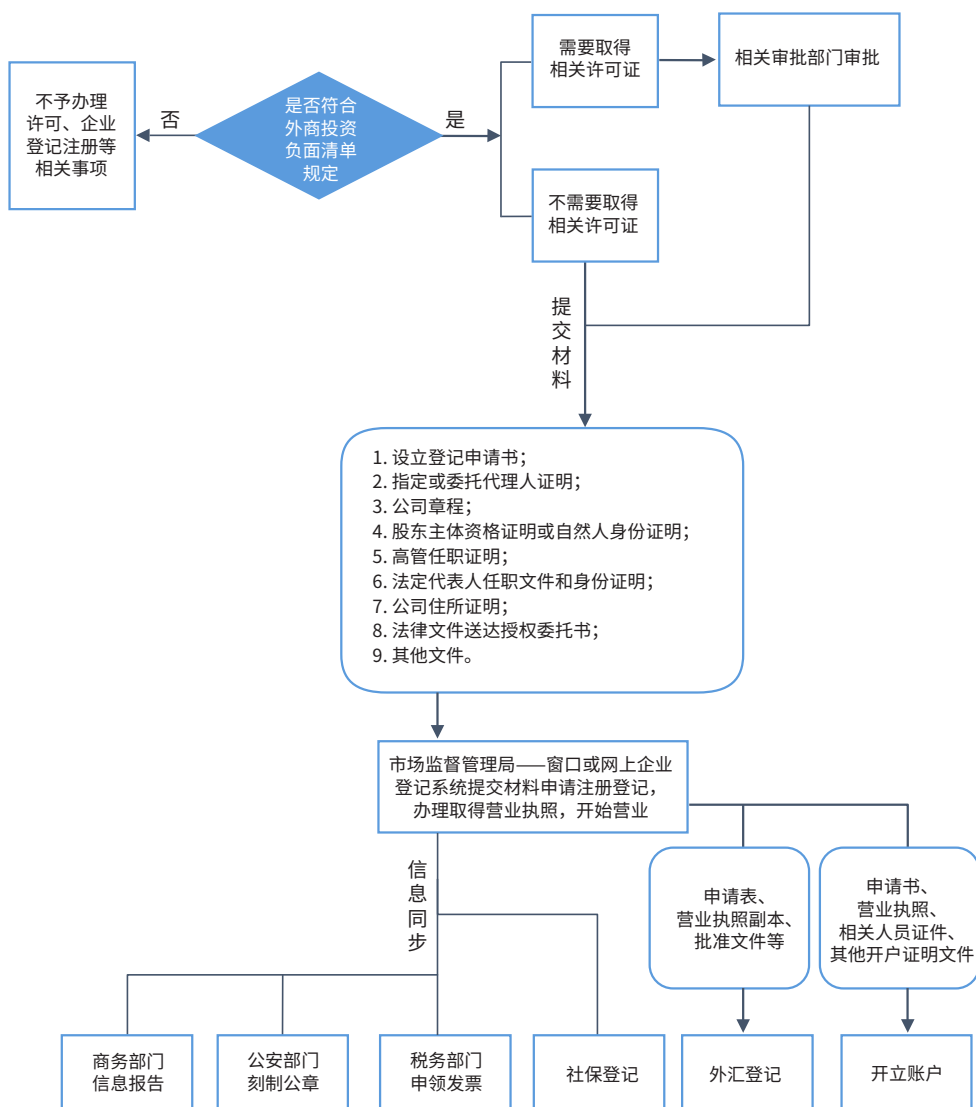 需要取得
相关许可证
相关审批部门审批
不予办理
许可、企业
登记注册等
相关事项
否
是否符合
外商投资
负面清单
规定
是
不需要取得
相关许可证
提交材料
1. 设立登记申请书；
2. 指定或委托代理人证明；
3. 公司章程；
4. 股东主体资格证明或自然人身份证明；
5. 高管任职证明；
6. 法定代表人任职文件和身份证明；
7. 公司住所证明；
8. 法律文件送达授权委托书；
9. 其他文件。
市场监督管理局——窗口或网上企业
登记系统提交材料申请注册登记，
办理取得营业执照，开始营业
信息同步
申请表、
营业执照副本、
批准文件等
申请书、
营业执照、
相关人员证件、
其他开户证明文件
商务部门
信息报告
公安部门
刻制公章
税务部门
申领发票
社保登记
外汇登记
开立账户